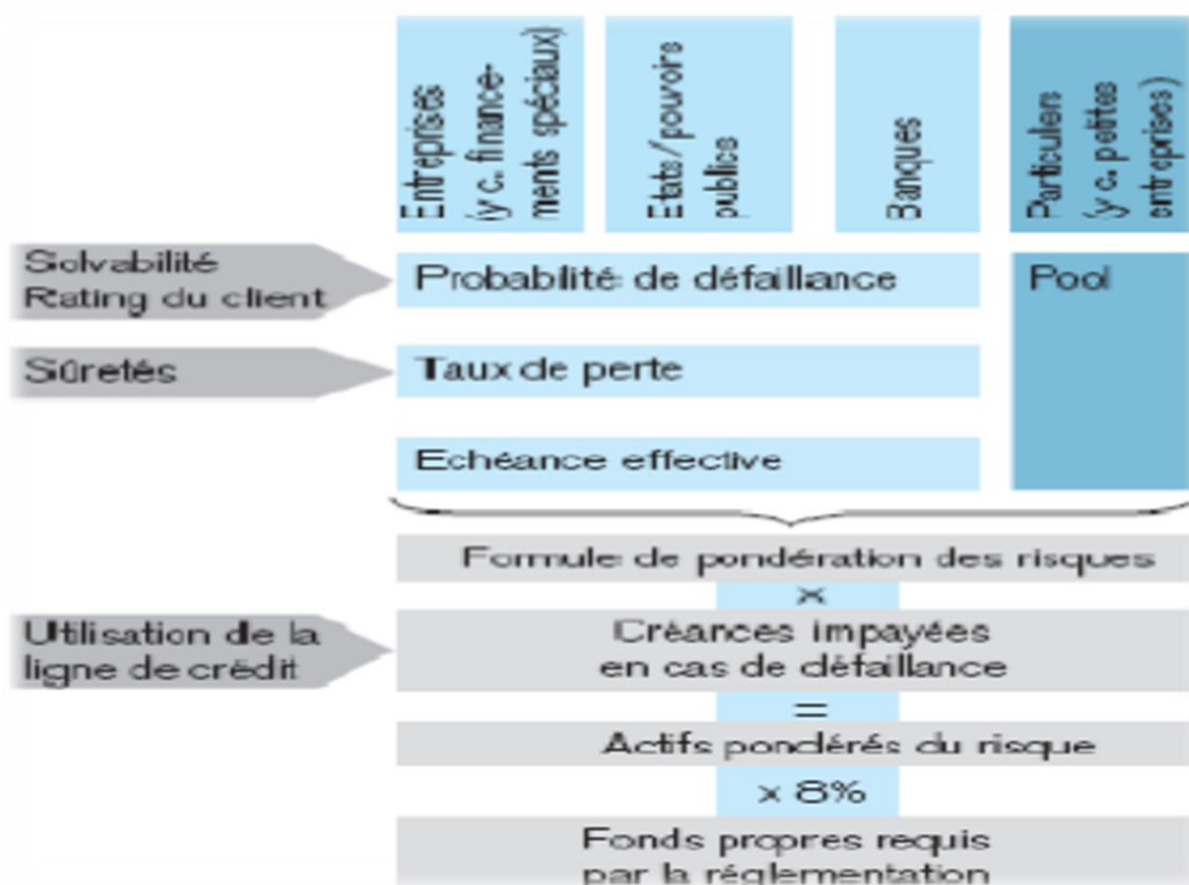 Entreprises
(y c. finance-
ments spéciaux)
Etats/pouvoirs
publics
Banques
Particuliers
(y c. petites
entreprises)
Solvabilité
Rating du client
Probabilité de défaillance
Pool
Sûretés
Taux de perte
Echéance effective
Formule de pondération des risques
x
Utilisation de la
ligne de crédit
Créances impayées
en cas de défaillance
=
Actifs pondérés du risque
x 8%
Fonds propres requis
par la réglementation